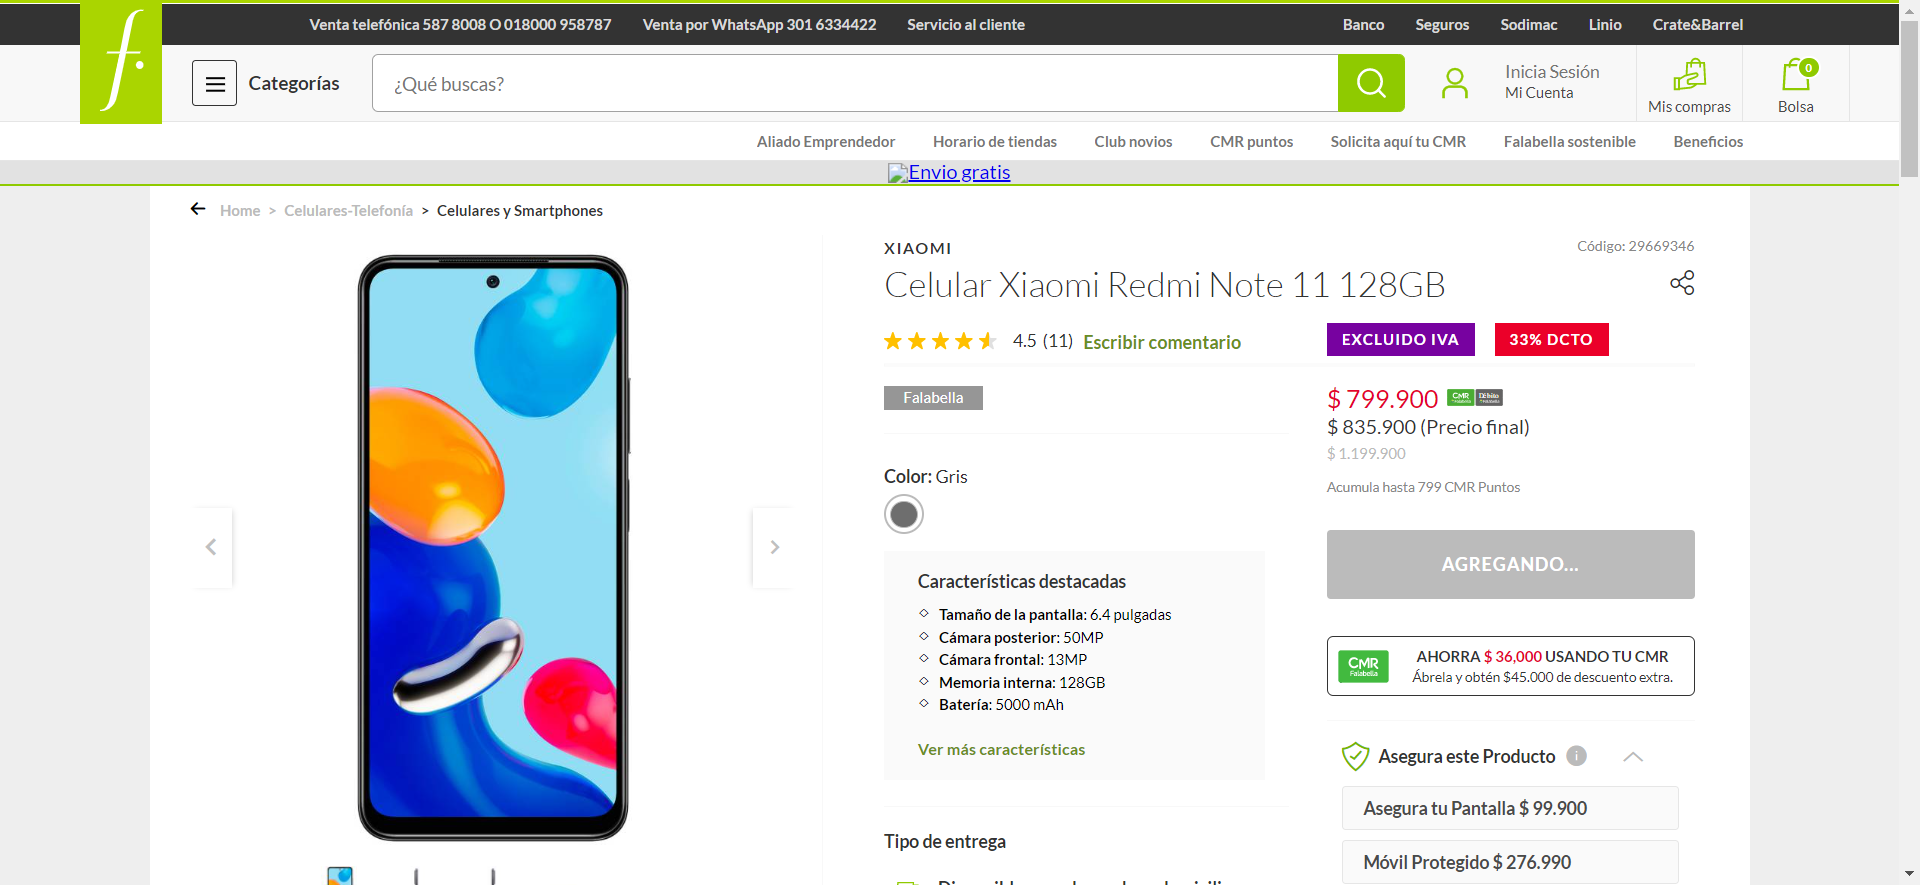 Venta telefónica 587 8008 O 018000 958787
Venta por WhatsApp 301 6334422
Servicio al cliente
Banco
Seguros
Sodimac
Linio
Crate&Barrel
f.
Categorías
¿Qué buscas?
Inicia Sesión
Mi Cuenta
Mis compras
0
Bolsa
Aliado Emprendedor
Horario de tiendas
Club novios
CMR puntos
Solicita aquí tu CMR
Falabella sostenible
Beneficios
Envio gratis
Home > Celulares-Telefonía > Celulares y Smartphones
XIAOMI
Código: 29669346
Celular Xiaomi Redmi Note 11 128GB
4.5 (11) Escribir comentario
EXCLUIDO IVA
33% DCTO
Falabella
$ 799.900
CMR
$ 835.900 (Precio final)
$ 1.199.900
Acumula hasta 799 CMR Puntos
Color: Gris
AGREGANDO...
Características destacadas
Tamaño de la pantalla: 6.4 pulgadas
Cámara posterior: 50MP
Cámara frontal: 13MP
Memoria interna: 128GB
Batería: 5000 mAh
Ver más características
CMR
Falabella
AHORRA $ 36,000 USANDO TU CMR
Ábrela y obtén $45.000 de descuento extra.
Asegura este Producto
Asegura tu Pantalla $ 99.900
Móvil Protegido $ 276.990
Tipo de entrega